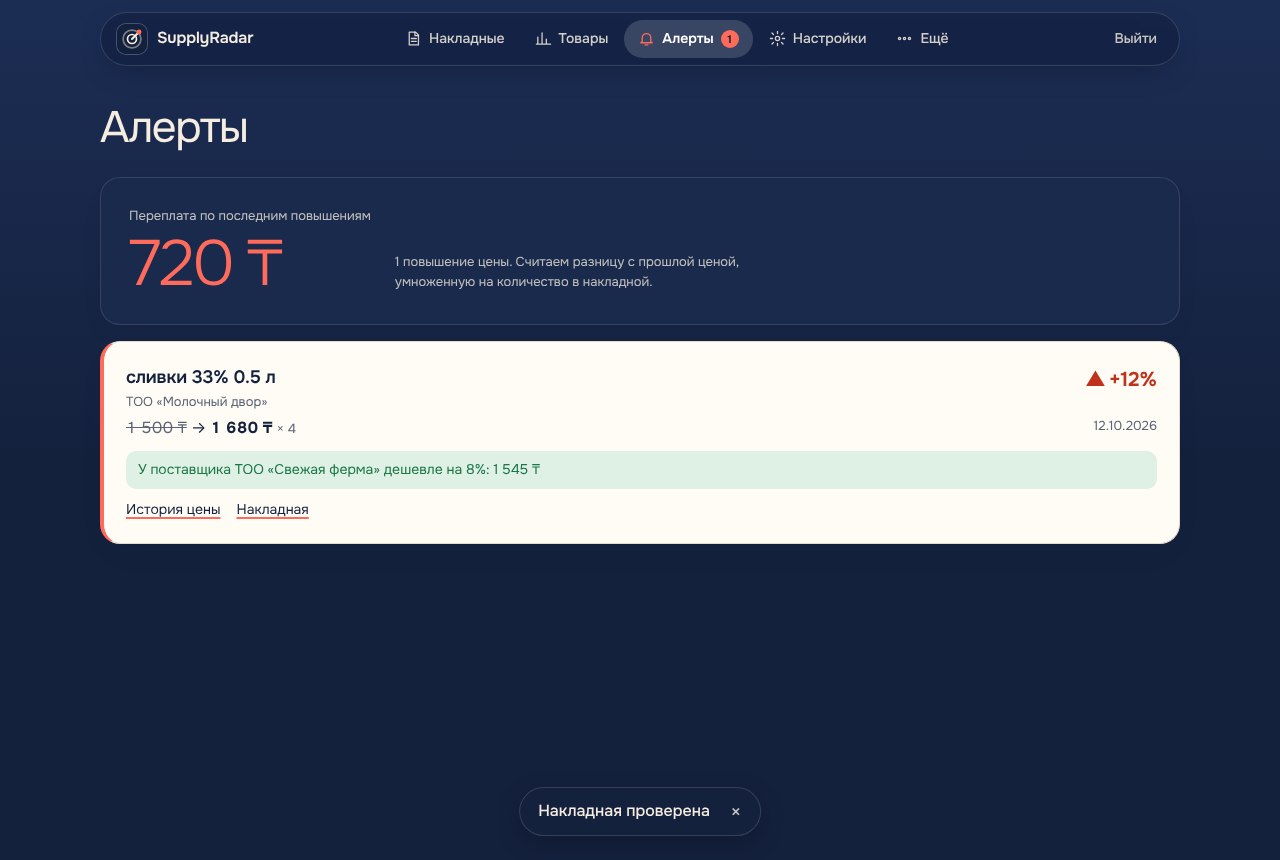 SupplyRadar
Накладные
Товары
Алерты 1
Настройки
Ещё
Выйти
Алерты
Переплата по последним повышениям
720 ₸
1 повышение цены. Считаем разницу с прошлой ценой,
умноженную на количество в накладной.
сливки 33% 0.5 л
▲ +12%
ТОО «Молочный двор»
1 500 ₸ → 1 680 ₸ × 4
12.10.2026
У поставщика ТОО «Свежая ферма» дешевле на 8%: 1 545 ₸
История цены
Накладная
Накладная проверена ×